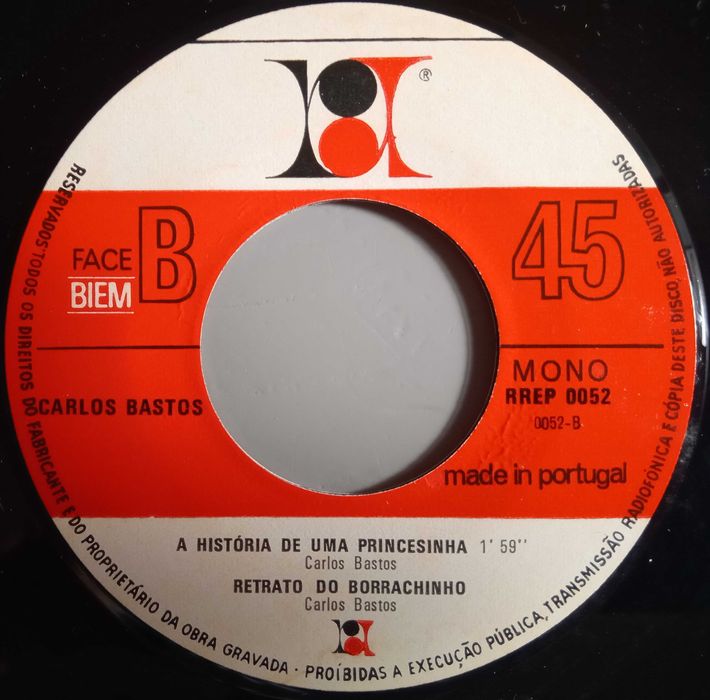 ®
FACE B
BIEM
45
MONO
RREP 0052
0052-B
CARLOS BASTOS
made in portugal
A HISTÓRIA DE UMA PRINCESINHA 1' 59''
Carlos Bastos
RETRATO DO BORRACHINHO
Carlos Bastos
RESERVADOS TODOS OS DIREITOS DO FABRICANTE E DO PROPRIETÁRIO DA OBRA GRAVADA · PROÍBIDAS A EXECUÇÃO PÚBLICA, TRANSMISSÃO RADIOFÓNICA E CÓPIA DESTE DISCO, NÃO AUTORIZADAS